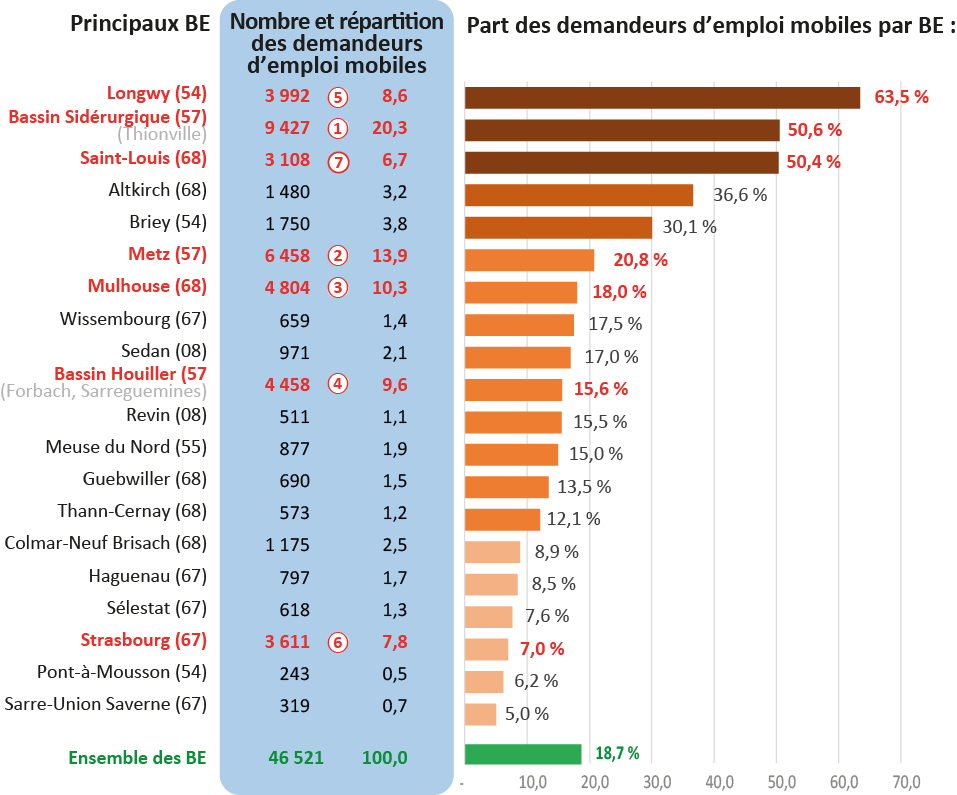 Principaux BE
Nombre et répartition
des demandeurs
d’emploi mobiles
Part des demandeurs d’emploi mobiles par BE :
Longwy (54) 3 992 5 8,6 63,5 %
Bassin Sidérurgique (57)
(Thionville) 9 427 1 20,3 50,6 %
Saint-Louis (68) 3 108 7 6,7 50,4 %
Altkirch (68) 1 480 3,2 36,6 %
Briey (54) 1 750 3,8 30,1 %
Metz (57) 6 458 2 13,9 20,8 %
Mulhouse (68) 4 804 3 10,3 18,0 %
Wissembourg (67) 659 1,4 17,5 %
Sedan (08) 971 2,1 17,0 %
Bassin Houiller (57
(Forbach, Sarreguemines) 4 458 4 9,6 15,6 %
Revin (08) 511 1,1 15,5 %
Meuse du Nord (55) 877 1,9 15,0 %
Guebwiller (68) 690 1,5 13,5 %
Thann-Cernay (68) 573 1,2 12,1 %
Colmar-Neuf Brisach (68) 1 175 2,5 8,9 %
Haguenau (67) 797 1,7 8,5 %
Sélestat (67) 618 1,3 7,6 %
Strasbourg (67) 3 611 6 7,8 7,0 %
Pont-à-Mousson (54) 243 0,5 6,2 %
Sarre-Union Saverne (67) 319 0,7 5,0 %
Ensemble des BE 46 521 100,0 18,7 %
- 10,0 20,0 30,0 40,0 50,0 60,0 70,0